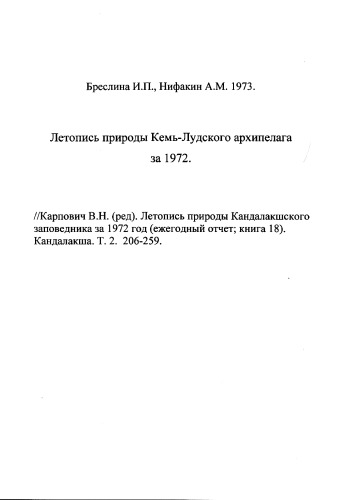 Бреслина И.П., Нифакин А.М. 1973.
Летопись природы Кемь-Лудского архипелага
за 1972.
//Карпович В.Н. (ред). Летопись природы Кандалакшского
заповедника за 1972 год (ежегодный отчет; книга 18).
Кандалакша. Т. 2. 206-259.